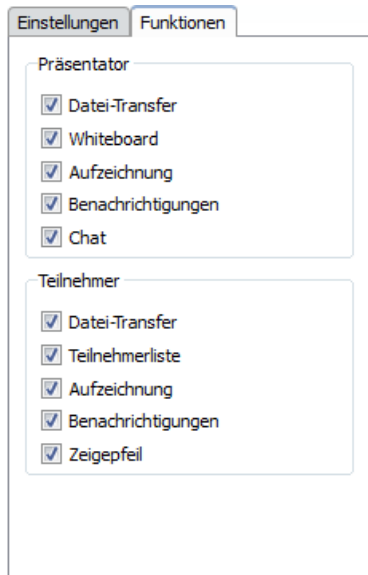 Einstellungen Funktionen
Präsentator
Datei-Transfer
Whiteboard
Aufzeichnung
Benachrichtigungen
Chat
Teilnehmer
Datei-Transfer
Teilnehmerliste
Aufzeichnung
Benachrichtigungen
Zeigepfeil